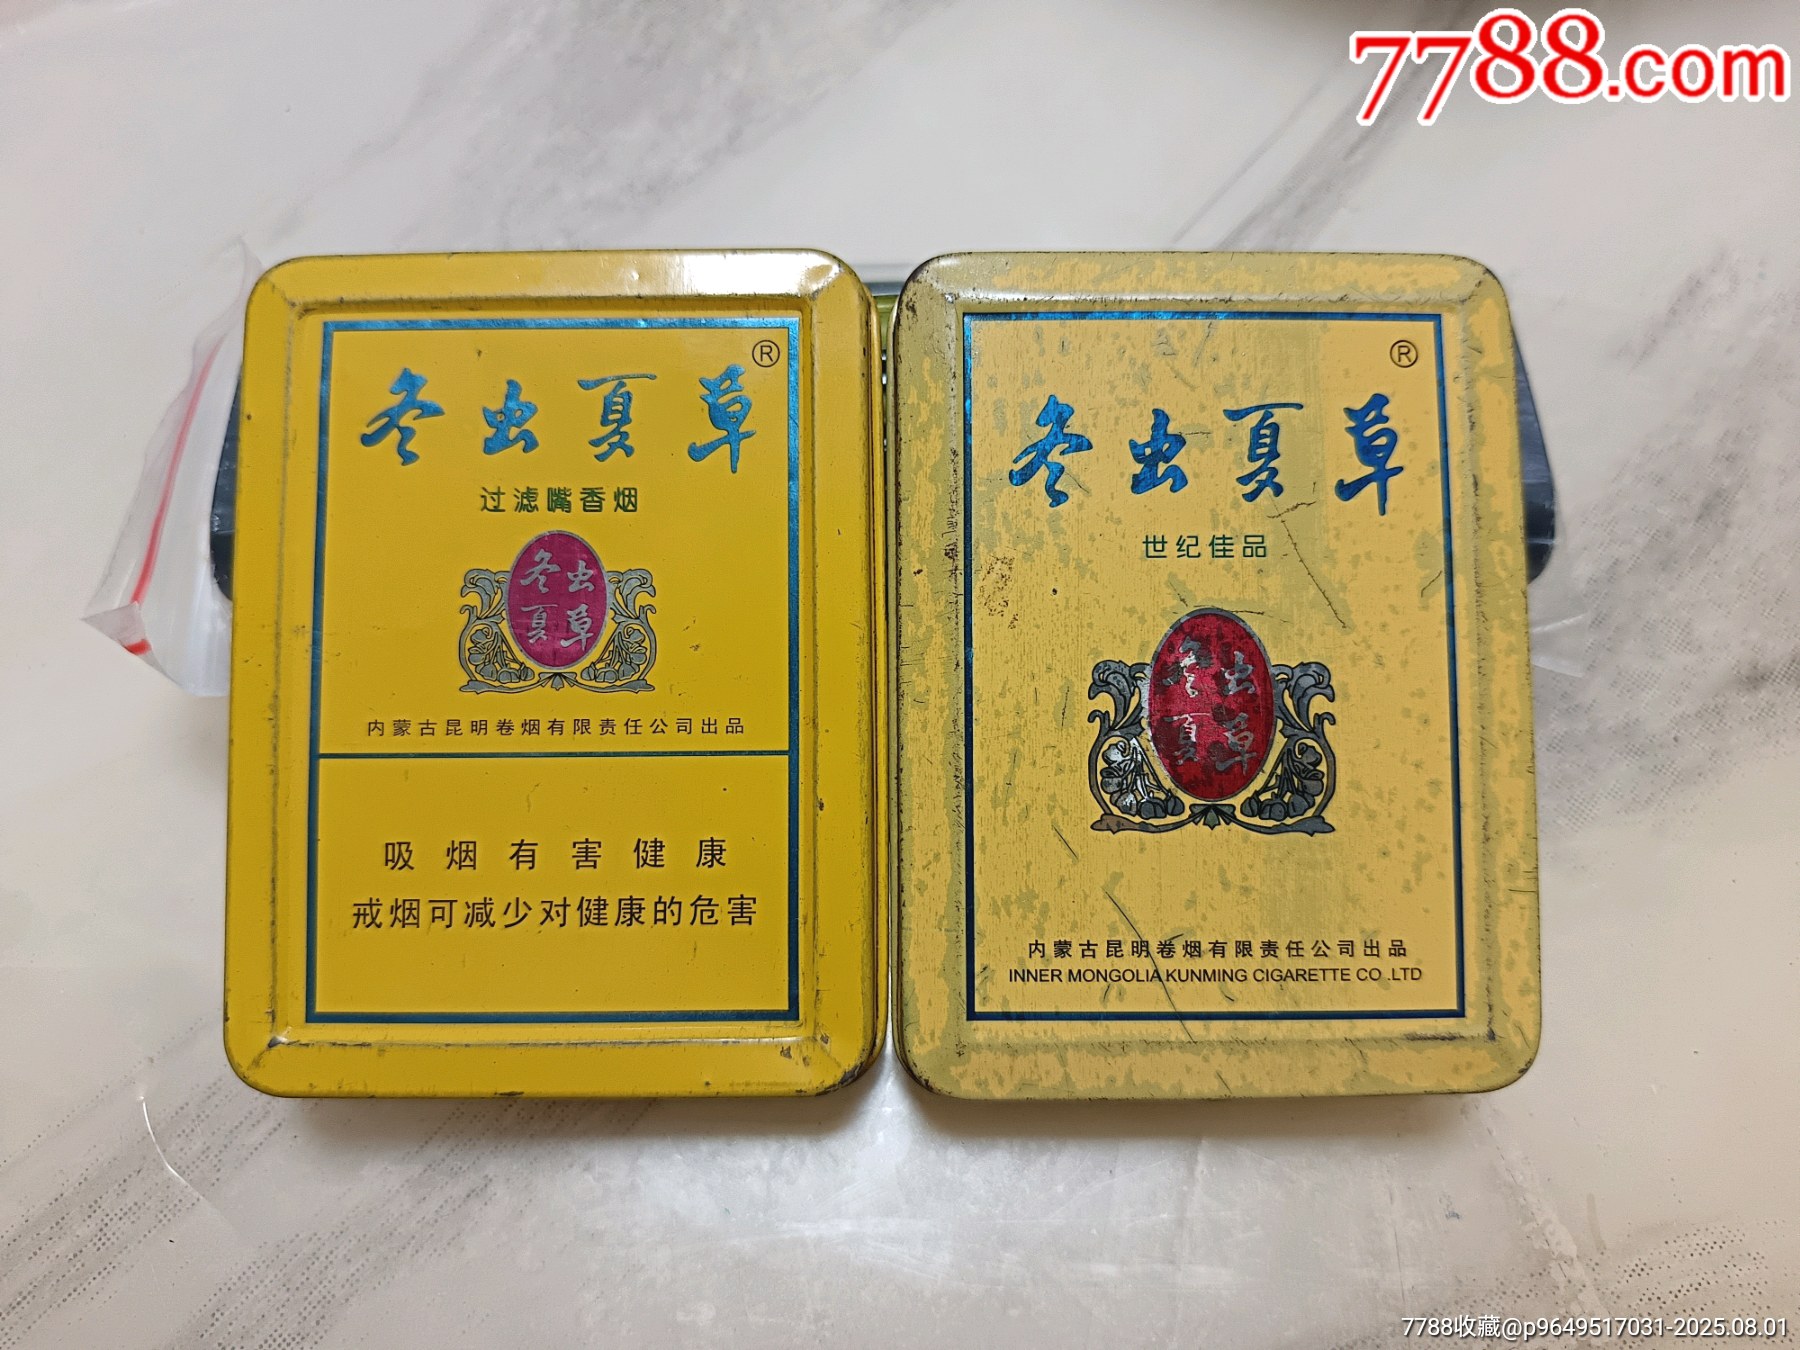 7788.com
冬虫夏草®
过滤嘴香烟
冬虫
夏草
内蒙古昆明卷烟有限责任公司出品
吸烟有害健康
戒烟可减少对健康的危害
®
冬虫夏草
世纪佳品
冬虫
夏草
内蒙古昆明卷烟有限责任公司出品
INNER MONGOLIA KUNMING CIGARETTE CO .LTD
7788收藏@p9649517031-2025.08.01